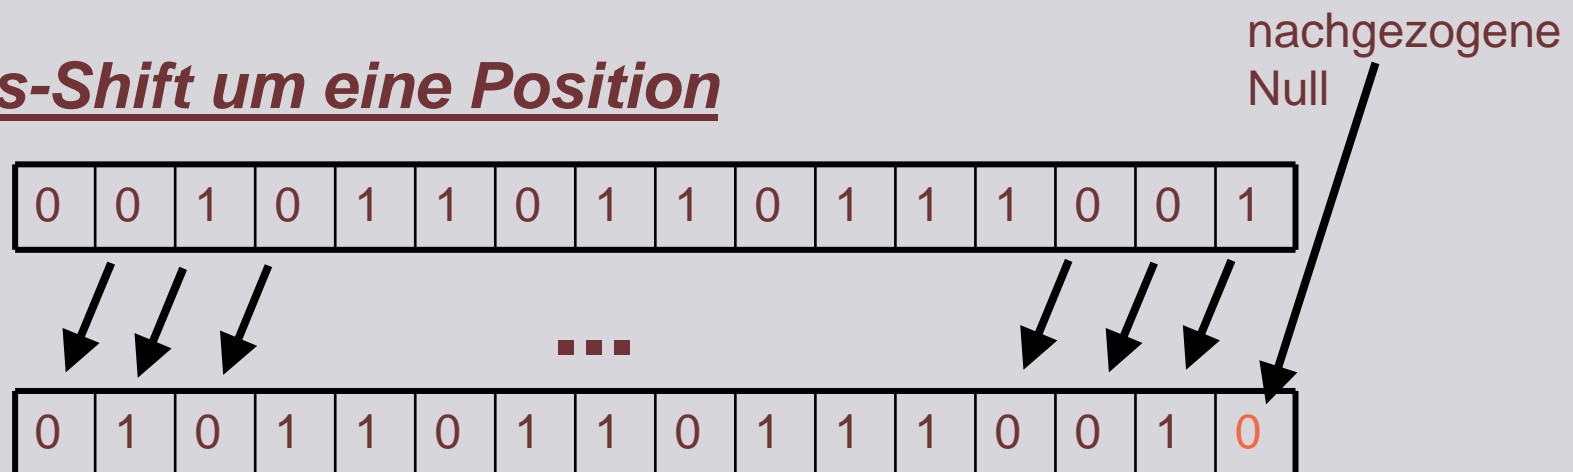 nachgezogene
Null
s-Shift um eine Position
0 0 1 0 1 1 0 1 1 0 1 1 1 0 0 1
...
0 1 0 1 1 0 1 1 0 1 1 1 0 0 1 0